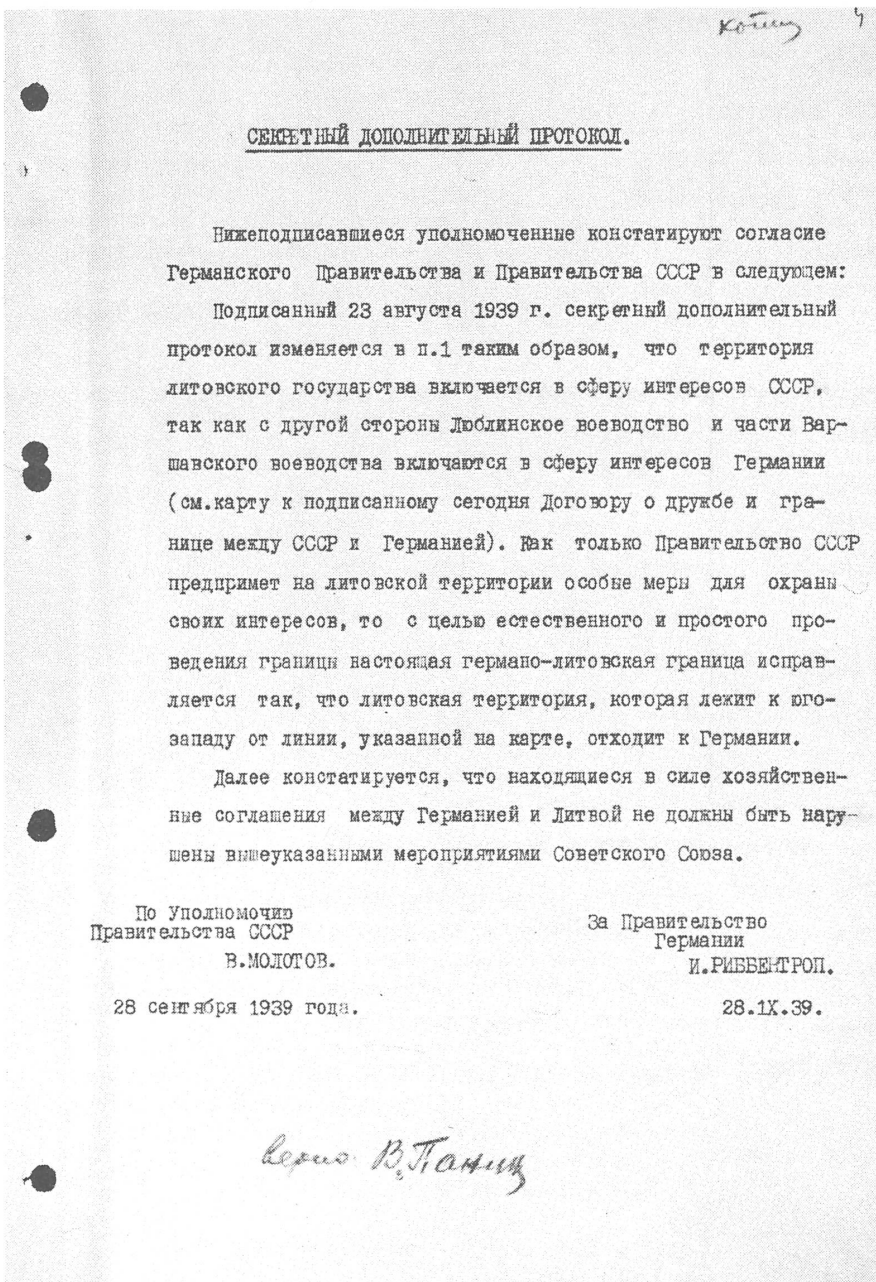 копия 4
СЕКРЕТНЫЙ ДОПОЛНИТЕЛЬНЫЙ ПРОТОКОЛ.
Нижеподписавшиеся уполномоченные констатируют согласие
Германского Правительства и Правительства СССР в следующем:
Подписанный 23 августа 1939 г. секретный дополнительный
протокол изменяется в п.1 таким образом, что территория
литовского государства включается в сферу интересов СССР,
так как с другой стороны Люблинское воеводство и части Вар-
шавского воеводства включаются в сферу интересов Германии
(см.карту к подписанному сегодня Договору о дружбе и гра-
нице между СССР и Германией). Как только Правительство СССР
предпримет на литовской территории особые меры для охраны
своих интересов, то с целью естественного и простого про-
ведения границы настоящая германо-литовская граница исправ-
ляется так, что литовская территория, которая лежит к юго-
западу от линии, указанной на карте, отходит к Германии.
Далее констатируется, что находящиеся в силе хозяйствен-
ные соглашения между Германией и Литвой не должны быть нару-
шены вышеуказанными мероприятиями Советского Союза.
По Уполномочию
Правительства СССР
В.МОЛОТОВ.
28 сентября 1939 года.
За Правительство
Германии
И.РИББЕНТРОП.
28.1X.39.
верно В.Паниц